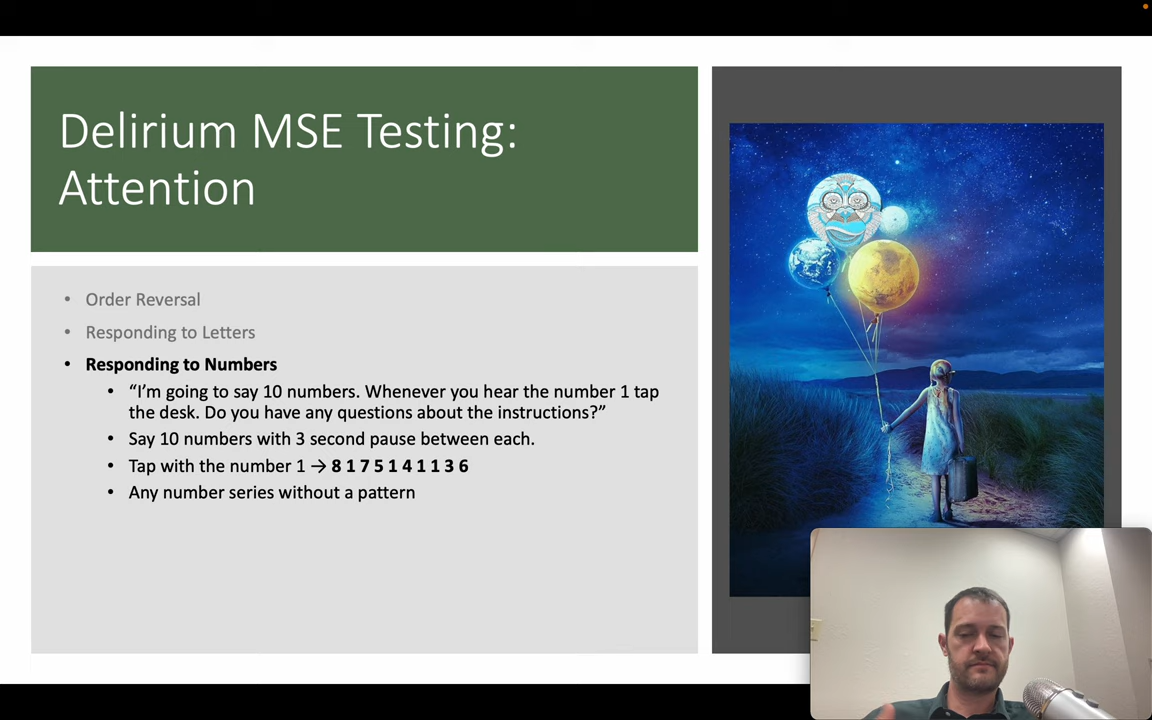 Delirium MSE Testing:
Attention
• Order Reversal
• Responding to Letters
• Responding to Numbers
• “I’m going to say 10 numbers. Whenever you hear the number 1 tap
the desk. Do you have any questions about the instructions?”
• Say 10 numbers with 3 second pause between each.
• Tap with the number 1 → 8 1 7 5 1 4 1 1 3 6
• Any number series without a pattern